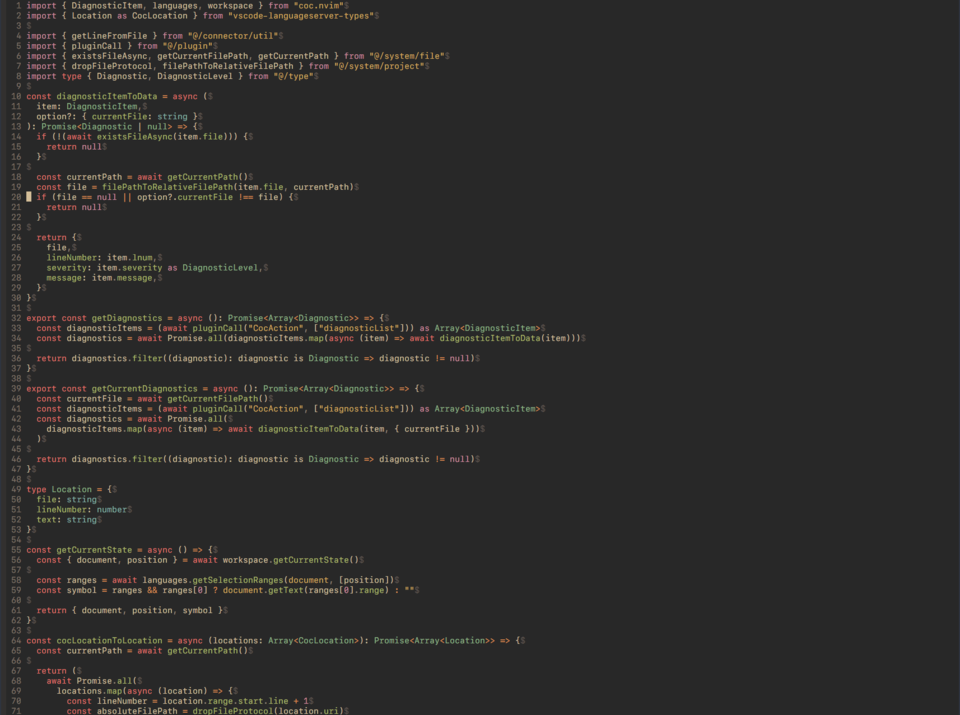 1 import { DiagnosticItem, languages, workspace } from "coc.nvim"$
2 import { Location as CocLocation } from "vscode-languageserver-types"$
3 $
4 import { getLineFromFile } from "@/connector/util"$
5 import { pluginCall } from "@/plugin"$
6 import { existsFileAsync, getCurrentFilePath, getCurrentPath } from "@/system/file"$
7 import { dropFileProtocol, filePathToRelativeFilePath } from "@/system/project"$
8 import type { Diagnostic, DiagnosticLevel } from "@/type"$
9 $
10 const diagnosticItemToData = async ($
11   item: DiagnosticItem,$
12   option?: { currentFile: string }$
13 ): Promise<Diagnostic | null> => {$
14   if (!(await existsFileAsync(item.file))) {$
15     return null$
16   }$
17 $
18   const currentPath = await getCurrentPath()$
19   const file = filePathToRelativeFilePath(item.file, currentPath)$
20   if (file == null || option?.currentFile !== file) {$
21     return null$
22   }$
23 $
24   return {$
25     file,$
26     lineNumber: item.lnum,$
27     severity: item.severity as DiagnosticLevel,$
28     message: item.message,$
29   }$
30 }$
31 $
32 export const getDiagnostics = async (): Promise<Array<Diagnostic>> => {$
33   const diagnosticItems = (await pluginCall("CocAction", ["diagnosticList"])) as Array<DiagnosticItem>$
34   const diagnostics = await Promise.all(diagnosticItems.map(async (item) => await diagnosticItemToData(item)))$
35 $
36   return diagnostics.filter((diagnostic): diagnostic is Diagnostic => diagnostic != null)$
37 }$
38 $
39 export const getCurrentDiagnostics = async (): Promise<Array<Diagnostic>> => {$
40   const currentFile = await getCurrentFilePath()$
41   const diagnosticItems = (await pluginCall("CocAction", ["diagnosticList"])) as Array<DiagnosticItem>$
42   const diagnostics = await Promise.all($
43     diagnosticItems.map(async (item) => await diagnosticItemToData(item, { currentFile }))$
44   )$
45 $
46   return diagnostics.filter((diagnostic): diagnostic is Diagnostic => diagnostic != null)$
47 }$
48 $
49 type Location = {$
50   file: string$
51   lineNumber: number$
52   text: string$
53 }$
54 $
55 const getCurrentState = async () => {$
56   const { document, position } = await workspace.getCurrentState()$
57 $
58   const ranges = await languages.getSelectionRanges(document, [position])$
59   const symbol = ranges && ranges[0] ? document.getText(ranges[0].range) : ""$
60 $
61   return { document, position, symbol }$
62 }$
63 $
64 const cocLocationToLocation = async (locations: Array<CocLocation>): Promise<Array<Location>> => {$
65   const currentPath = await getCurrentPath()$
66 $
67   return ($
68     await Promise.all($
69       locations.map(async (location) => {$
70         const lineNumber = location.range.start.line + 1$
71         const absoluteFilePath = dropFileProtocol(location.uri)$